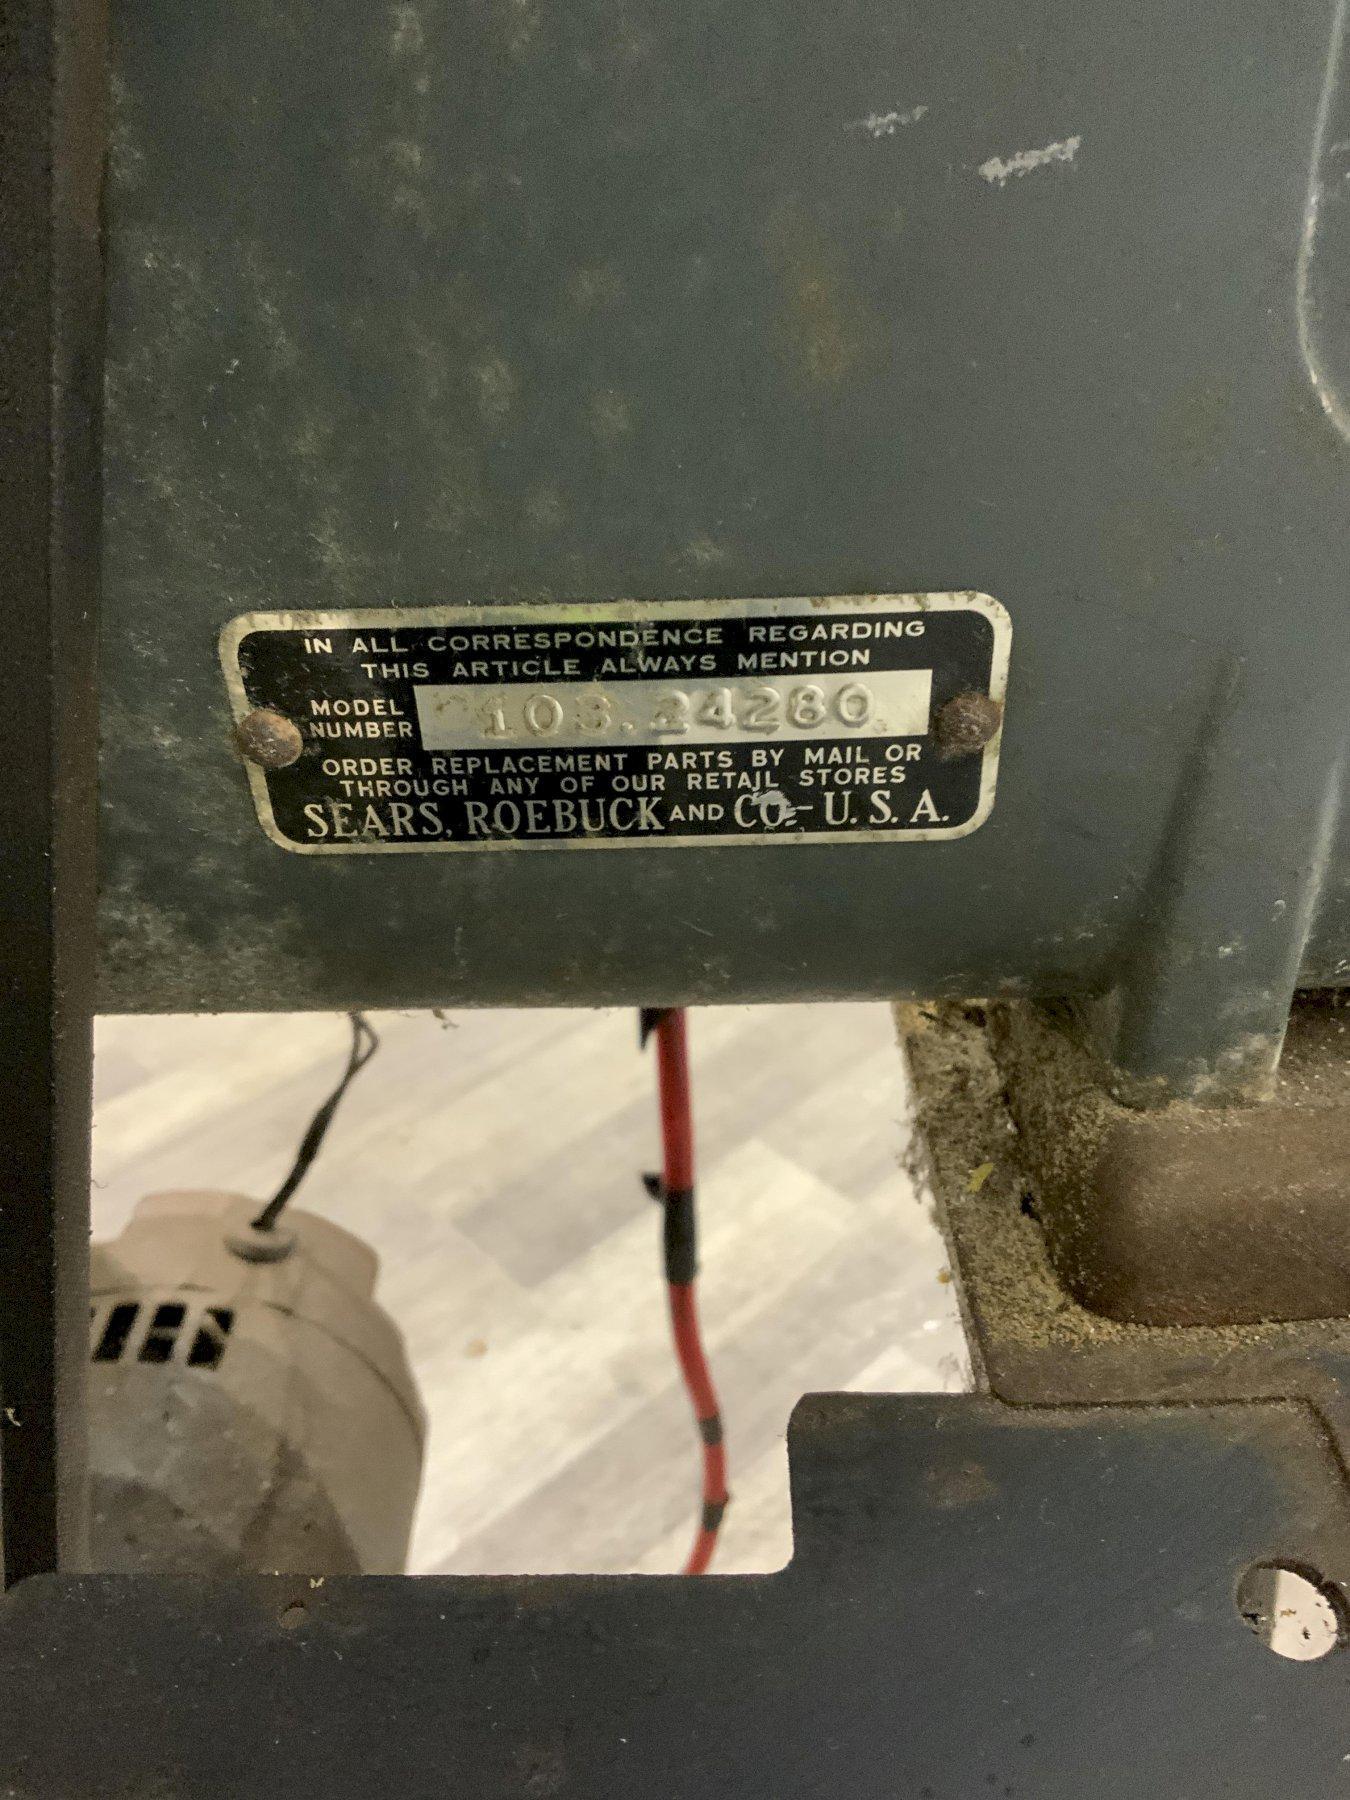 IN ALL CORRESPONDENCE REGARDING
THIS ARTICLE ALWAYS MENTION
MODEL NUMBER 103.24280
ORDER REPLACEMENT PARTS BY MAIL OR
THROUGH ANY OF OUR RETAIL STORES
SEARS, ROEBUCK AND CO.-U.S.A.